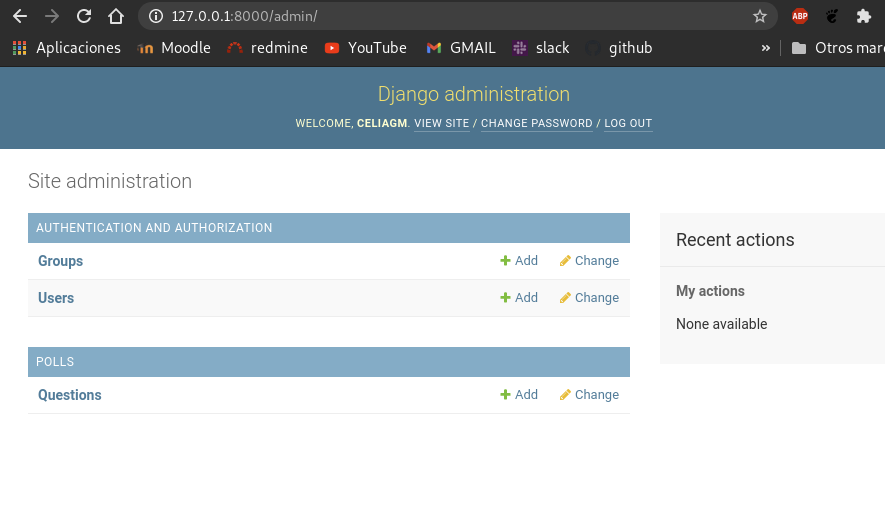 127.0.0.1:8000/admin/
ABP
Aplicaciones Moodle redmine YouTube GMAIL slack github » Otros marc
Django administration
WELCOME, CELIAGM. VIEW SITE / CHANGE PASSWORD / LOG OUT
Site administration
AUTHENTICATION AND AUTHORIZATION
Groups Add Change
Users Add Change
POLLS
Questions Add Change
Recent actions
My actions
None available